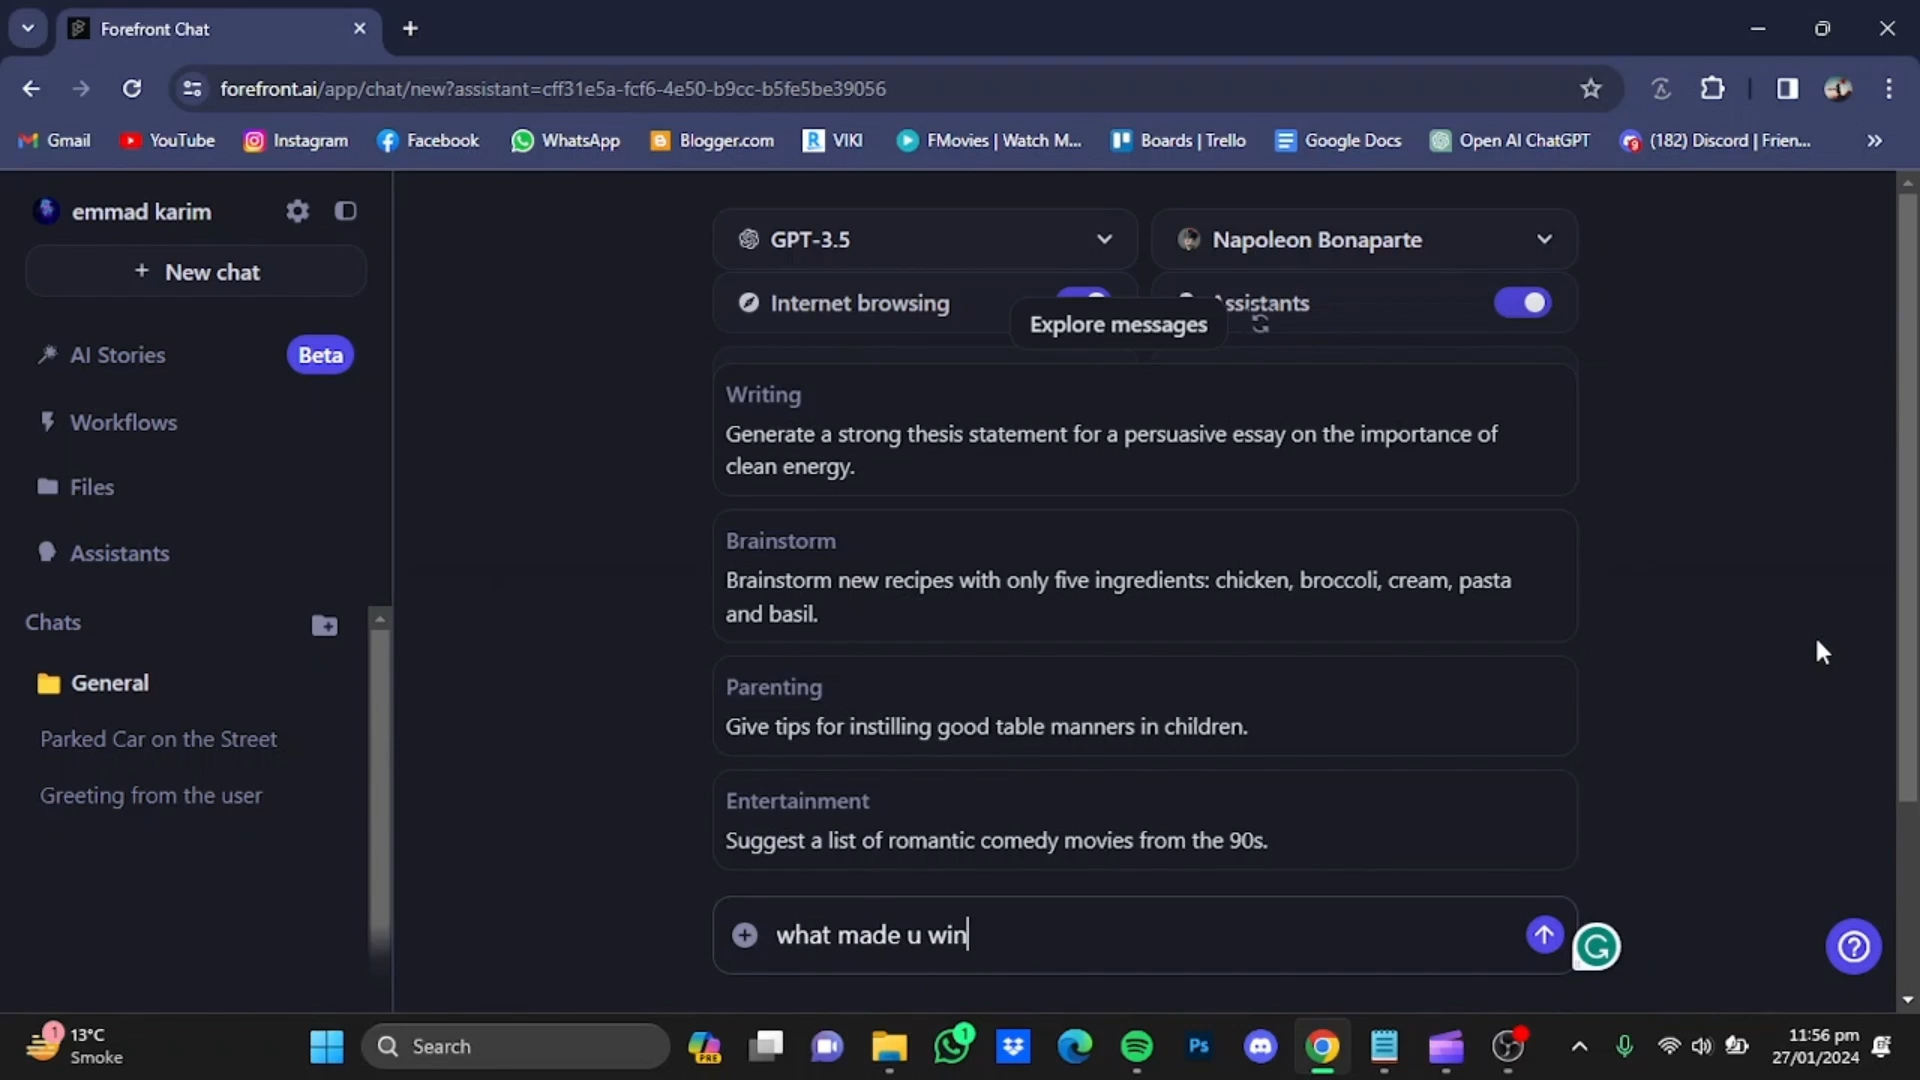 Forefront Chat
forefront.ai/app/chat/new?assistant=cff31e5a-fcf6-4e50-b9cc-b5fe5be39056
Gmail YouTube Instagram Facebook WhatsApp Blogger.com VIKI FMovies | Watch M... Boards | Trello Google Docs Open AI ChatGPT (182) Discord | Frien...
emmad karim
+ New chat
AI Stories Beta
Workflows
Files
Assistants
Chats
General
Parked Car on the Street
Greeting from the user
GPT-3.5 Napoleon Bonaparte
Internet browsing Assistants
Explore messages
Writing
Generate a strong thesis statement for a persuasive essay on the importance of
clean energy.
Brainstorm
Brainstorm new recipes with only five ingredients: chicken, broccoli, cream, pasta
and basil.
Parenting
Give tips for instilling good table manners in children.
Entertainment
Suggest a list of romantic comedy movies from the 90s.
what made u win
1 13°C
Smoke
Search
PRE
1
Ps
11:56 pm
27/01/2024